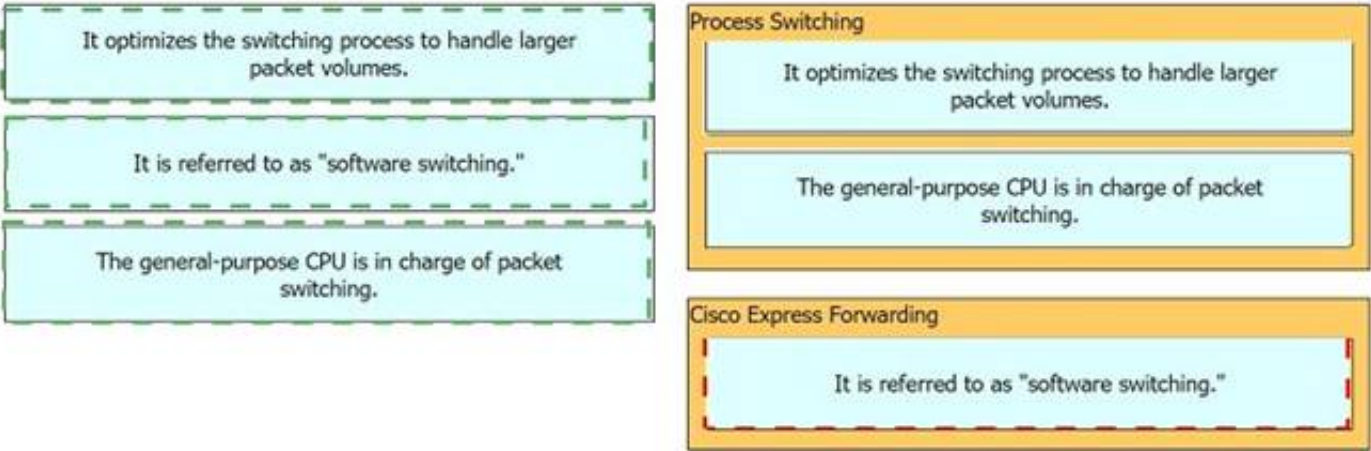 It optimizes the switching process to handle larger
packet volumes.
It is referred to as "software switching."
The general-purpose CPU is in charge of packet
switching.
Process Switching
It optimizes the switching process to handle larger
packet volumes.
The general-purpose CPU is in charge of packet
switching.
Cisco Express Forwarding
It is referred to as "software switching."